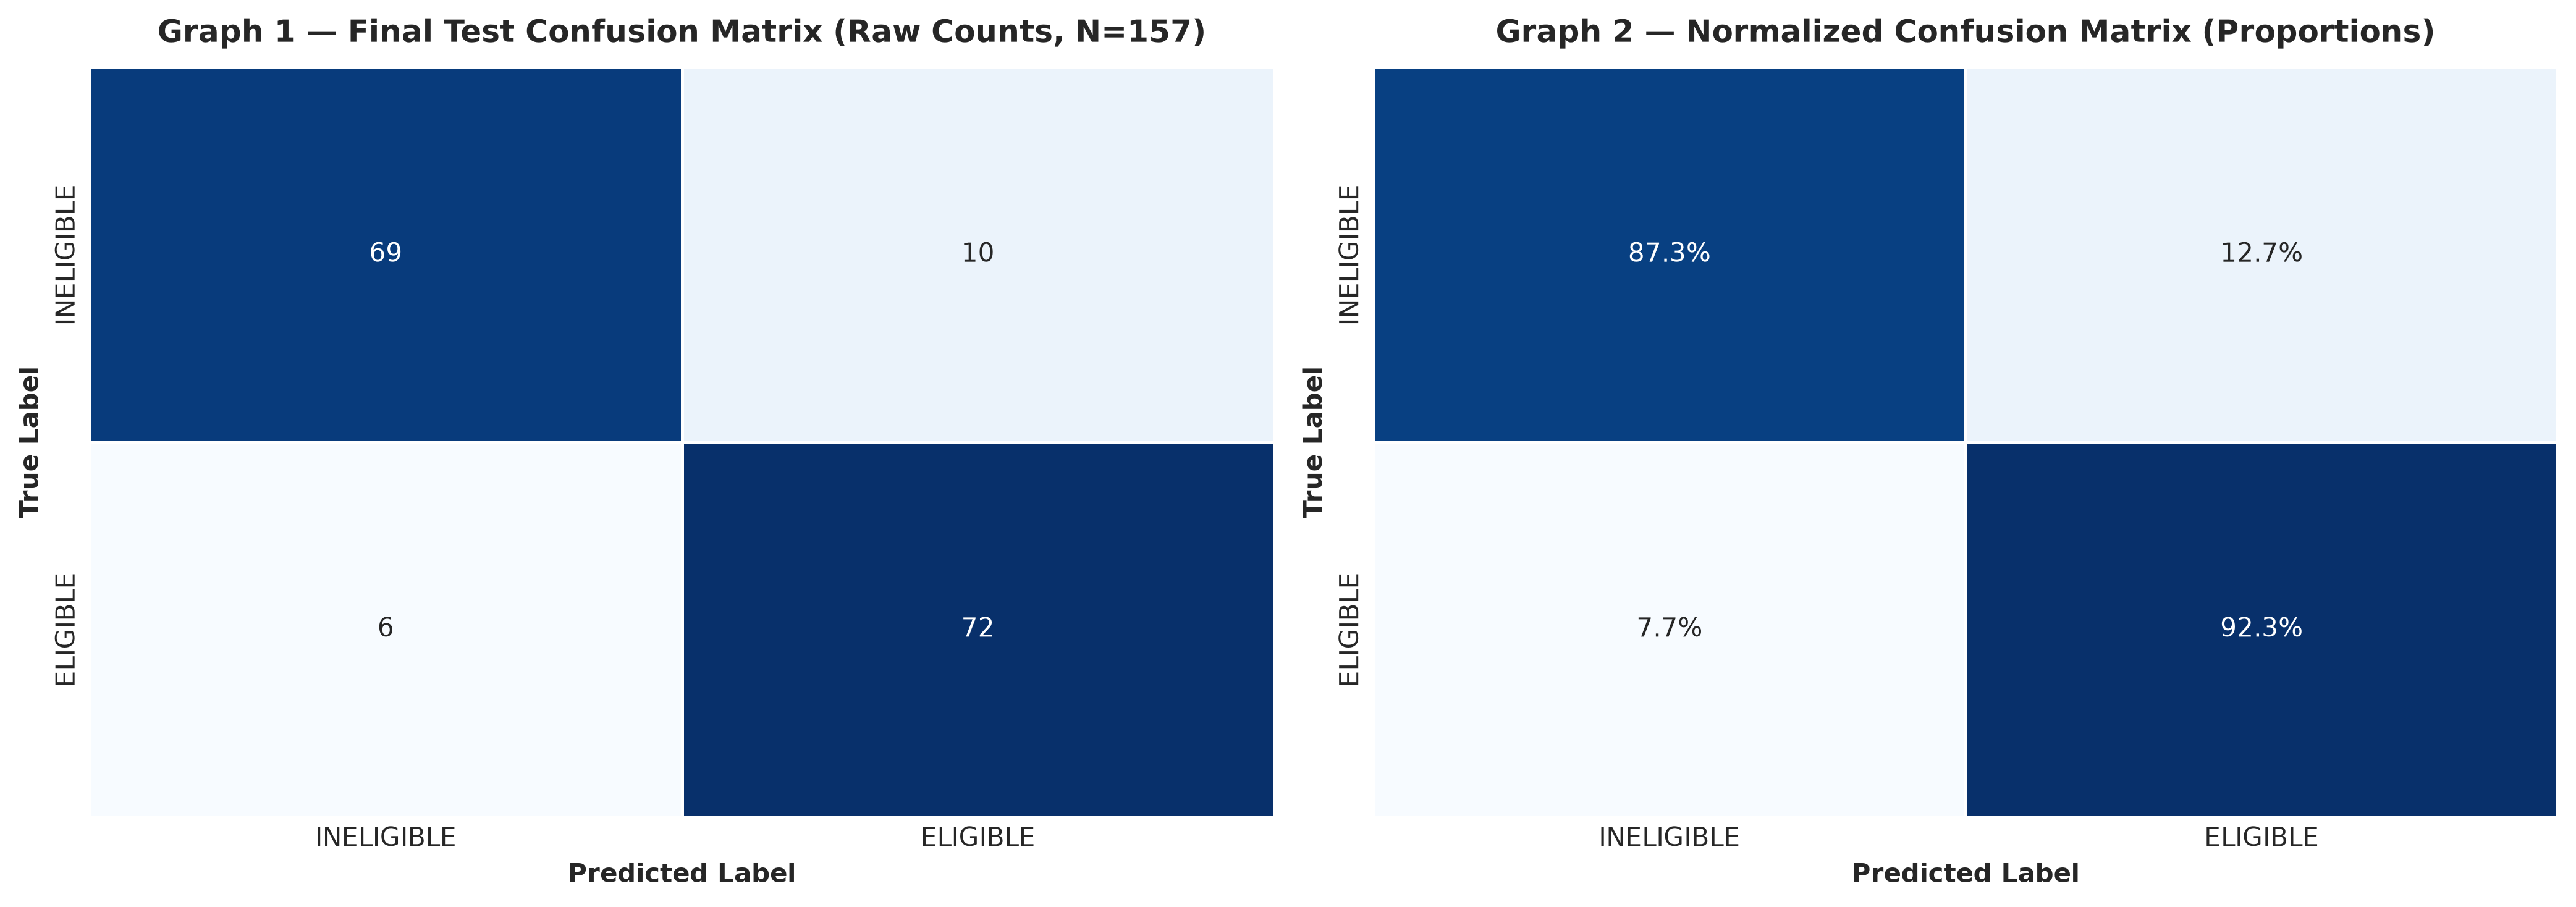 Graph 1 — Final Test Confusion Matrix (Raw Counts, N=157)
True Label
INELIGIBLE
ELIGIBLE
69
10
6
72
INELIGIBLE
ELIGIBLE
Predicted Label
Graph 2 — Normalized Confusion Matrix (Proportions)
True Label
INELIGIBLE
ELIGIBLE
87.3%
12.7%
7.7%
92.3%
INELIGIBLE
ELIGIBLE
Predicted Label